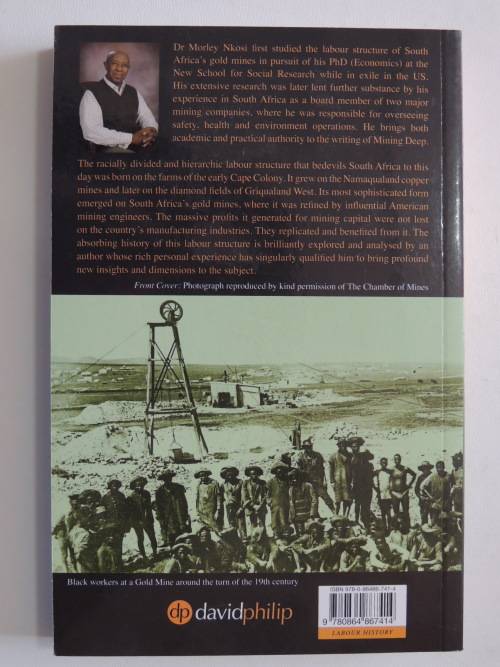 Dr Morley Nkosi first studied the labour structure of South
Africa's gold mines in pursuit of his PhD (Economics) at the
New School for Social Research while in exile in the US.
His extensive research was later lent further substance by his
experience in South Africa as a board member of two major
mining companies, where he was responsible for overseeing
safety, health and environment operations. He brings both
academic and practical authority to the writing of Mining Deep.
The racially divided and hierarchic labour structure that bedevils South Africa to this
day was born on the farms of the early Cape Colony. It grew on the Namaqualand copper
mines and later on the diamond fields of Griqualand West. Its most sophisticated form
emerged on South Africa's gold mines, where it was refined by influential American
mining engineers. The massive profits it generated for mining capital were not lost
on the country's manufacturing industries. They replicated and benefited from it. The
absorbing history of this labour structure is brilliantly explored and analysed by an
author whose rich personal experience has singularly qualified him to bring profound
new insights and dimensions to the subject.
Front Cover: Photograph reproduced by kind permission of The Chamber of Mines
Black workers at a Gold Mine around the turn of the 19th century
dp davidphilip
ISBN 978-0-86486-741-4
9 780864 867414
LABOUR HISTORY